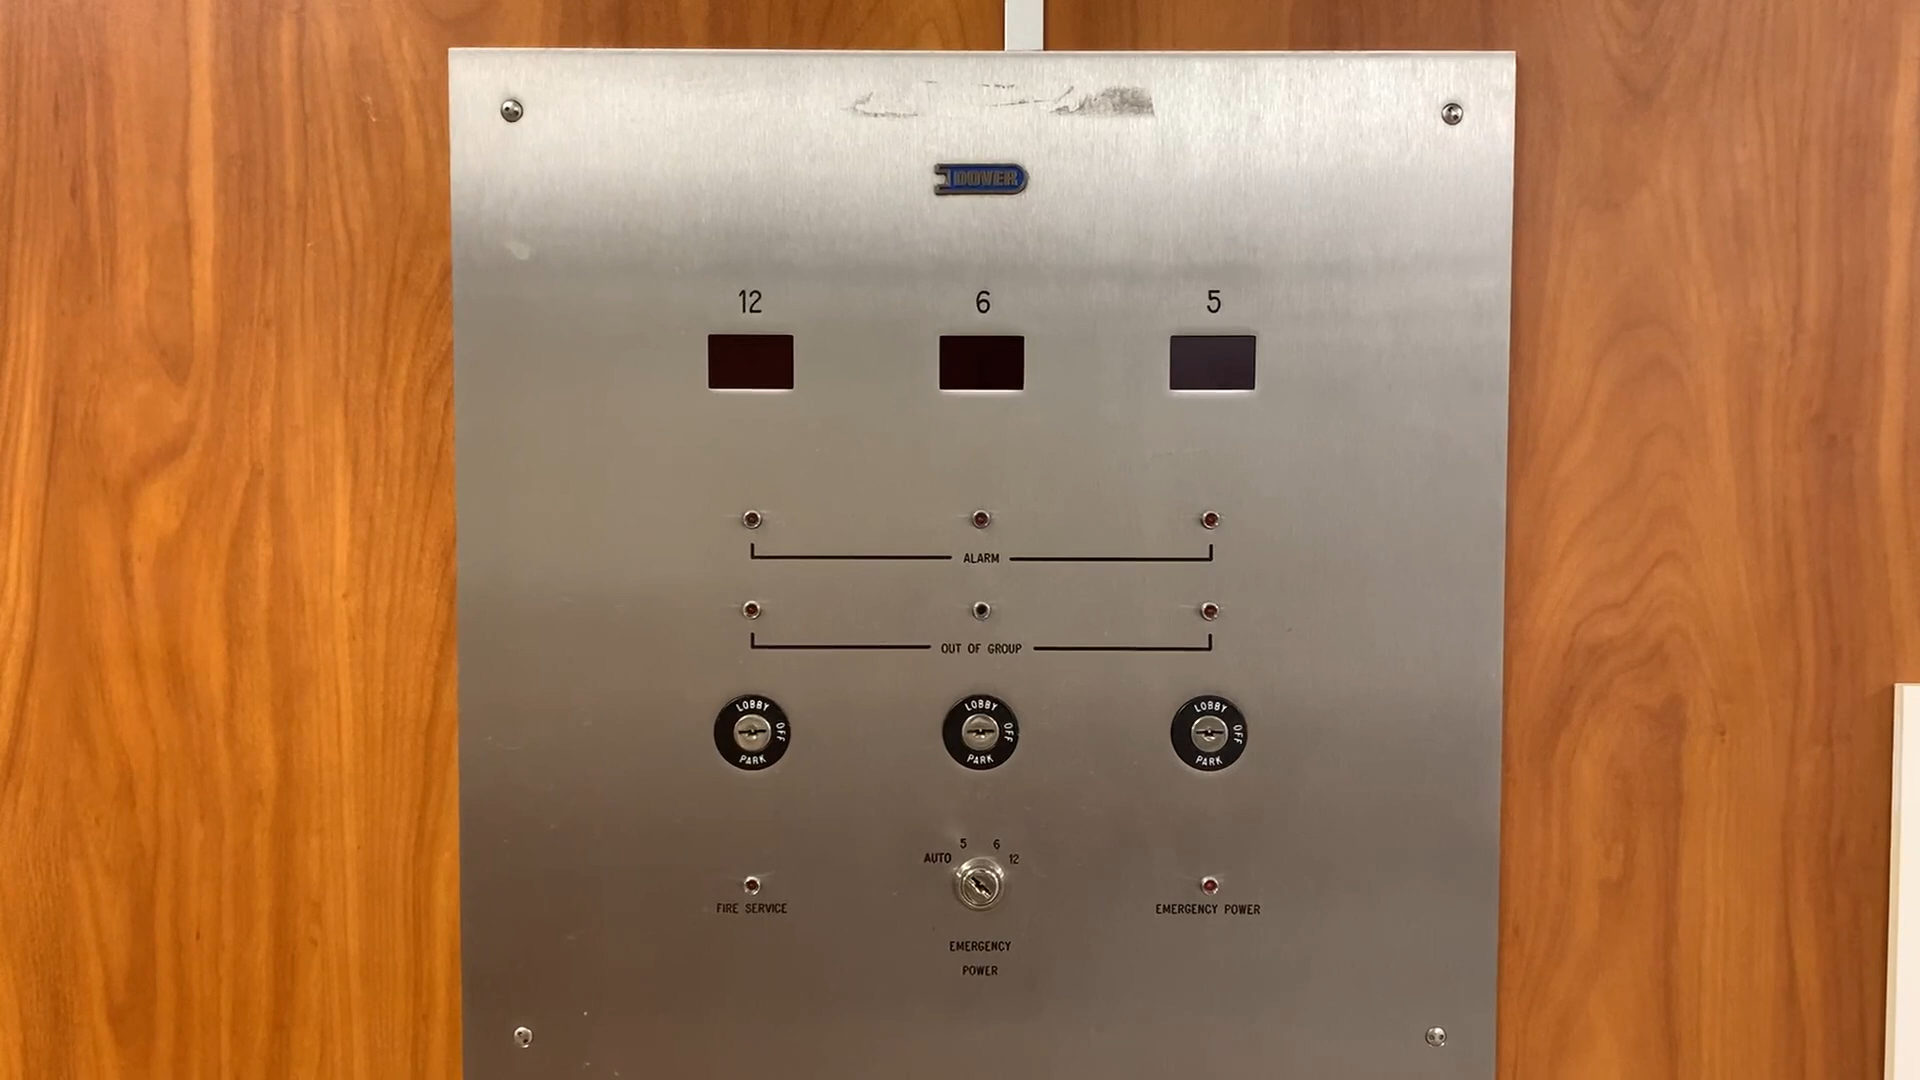 DOVER
12 6 5
ALARM
OUT OF GROUP
LOBBY OFF PARK
LOBBY OFF PARK
LOBBY OFF PARK
AUTO 5 6 12
FIRE SERVICE
EMERGENCY POWER
EMERGENCY
POWER